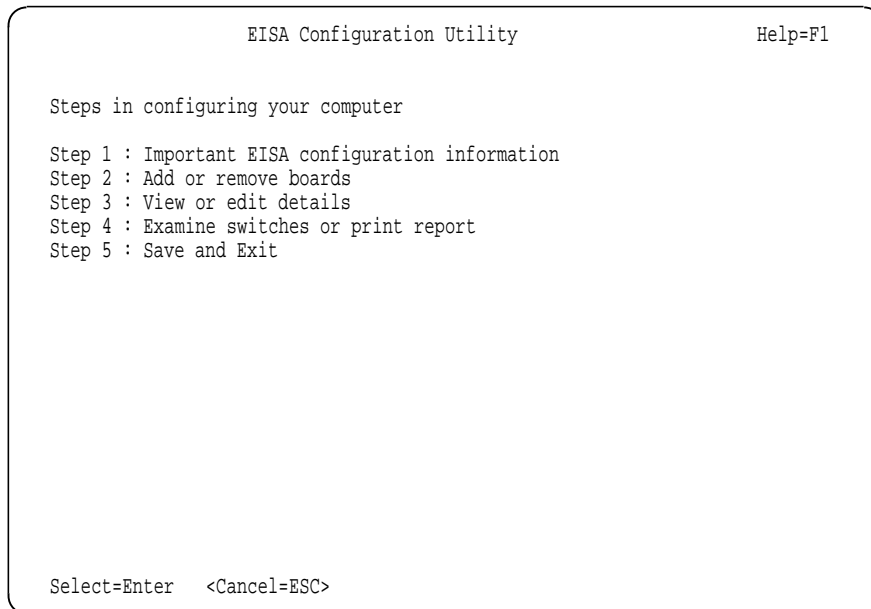 EISA Configuration Utility Help=F1
Steps in configuring your computer
Step 1 : Important EISA configuration information
Step 2 : Add or remove boards
Step 3 : View or edit details
Step 4 : Examine switches or print report
Step 5 : Save and Exit
Select=Enter <Cancel=ESC>